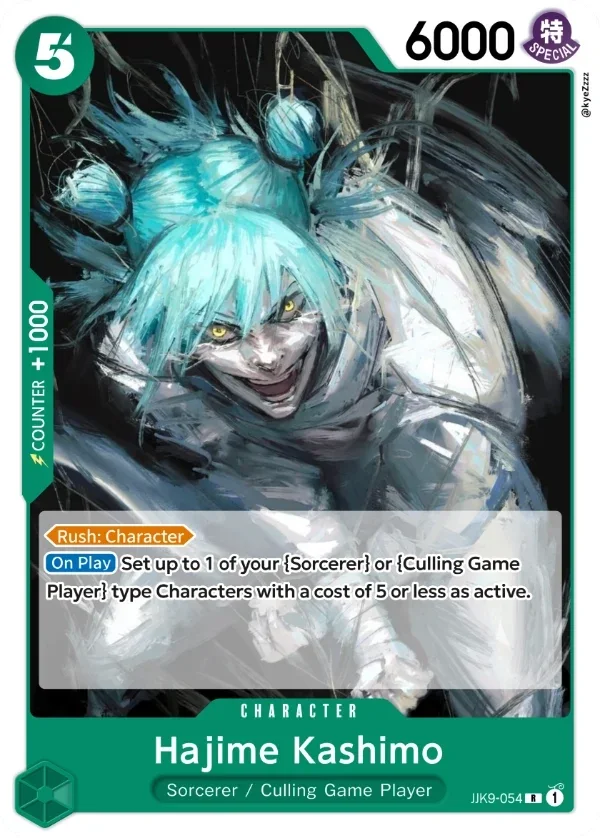 5
6000
特
SPECIAL
@kyeZzzz
COUNTER +1000
Rush: Character
On Play Set up to 1 of your {Sorcerer} or {Culling Game
Player} type Characters with a cost of 5 or less as active.
CHARACTER
Hajime Kashimo
Sorcerer / Culling Game Player
JJK9-054 R 1